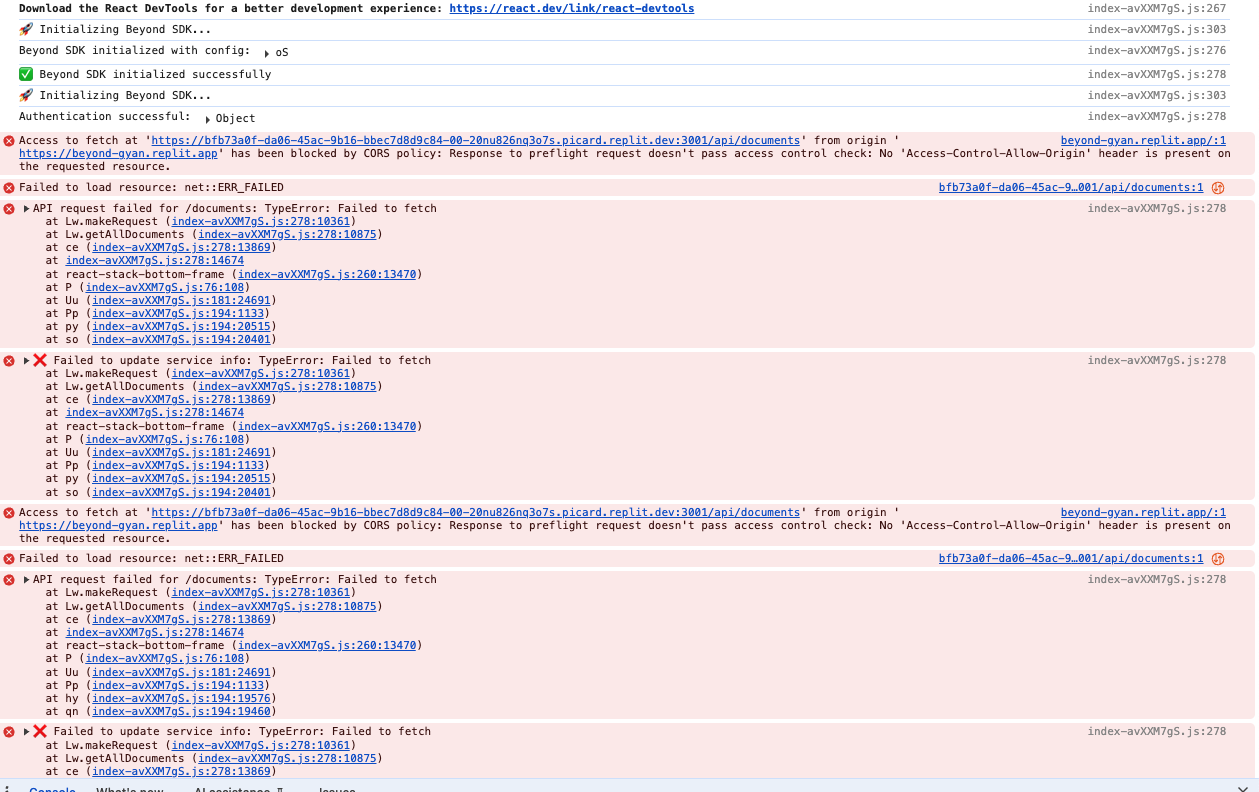 Download the React DevTools for a better development experience: https://react.dev/link/react-devtools index-avXXM7gS.js:267
🚀 Initializing Beyond SDK... index-avXXM7gS.js:303
Beyond SDK initialized with config: ▶ oS index-avXXM7gS.js:276
✅ Beyond SDK initialized successfully index-avXXM7gS.js:278
🚀 Initializing Beyond SDK... index-avXXM7gS.js:303
Authentication successful: ▶ Object index-avXXM7gS.js:278
Access to fetch at 'https://bfb73a0f-da06-45ac-9b16-bbec7d8d9c84-00-20nu826nq3o7s.picard.replit.dev:3001/api/documents' from origin ' beyond-gyan.replit.app/:1
https://beyond-gyan.replit.app' has been blocked by CORS policy: Response to preflight request doesn't pass access control check: No 'Access-Control-Allow-Origin' header is present on
the requested resource.
Failed to load resource: net::ERR_FAILED bfb73a0f-da06-45ac-9…001/api/documents:1
▶ API request failed for /documents: TypeError: Failed to fetch index-avXXM7gS.js:278
at Lw.makeRequest (index-avXXM7gS.js:278:10361)
at Lw.getAllDocuments (index-avXXM7gS.js:278:10875)
at ce (index-avXXM7gS.js:278:13869)
at index-avXXM7gS.js:278:14674
at react-stack-bottom-frame (index-avXXM7gS.js:260:13470)
at P (index-avXXM7gS.js:76:108)
at Uu (index-avXXM7gS.js:181:24691)
at Pp (index-avXXM7gS.js:194:1133)
at py (index-avXXM7gS.js:194:20515)
at so (index-avXXM7gS.js:194:20401)
▶ ❌ Failed to update service info: TypeError: Failed to fetch index-avXXM7gS.js:278
at Lw.makeRequest (index-avXXM7gS.js:278:10361)
at Lw.getAllDocuments (index-avXXM7gS.js:278:10875)
at ce (index-avXXM7gS.js:278:13869)
at index-avXXM7gS.js:278:14674
at react-stack-bottom-frame (index-avXXM7gS.js:260:13470)
at P (index-avXXM7gS.js:76:108)
at Uu (index-avXXM7gS.js:181:24691)
at Pp (index-avXXM7gS.js:194:1133)
at py (index-avXXM7gS.js:194:20515)
at so (index-avXXM7gS.js:194:20401)
Access to fetch at 'https://bfb73a0f-da06-45ac-9b16-bbec7d8d9c84-00-20nu826nq3o7s.picard.replit.dev:3001/api/documents' from origin ' beyond-gyan.replit.app/:1
https://beyond-gyan.replit.app' has been blocked by CORS policy: Response to preflight request doesn't pass access control check: No 'Access-Control-Allow-Origin' header is present on
the requested resource.
Failed to load resource: net::ERR_FAILED bfb73a0f-da06-45ac-9…001/api/documents:1
▶ API request failed for /documents: TypeError: Failed to fetch index-avXXM7gS.js:278
at Lw.makeRequest (index-avXXM7gS.js:278:10361)
at Lw.getAllDocuments (index-avXXM7gS.js:278:10875)
at ce (index-avXXM7gS.js:278:13869)
at index-avXXM7gS.js:278:14674
at react-stack-bottom-frame (index-avXXM7gS.js:260:13470)
at P (index-avXXM7gS.js:76:108)
at Uu (index-avXXM7gS.js:181:24691)
at Pp (index-avXXM7gS.js:194:1133)
at hy (index-avXXM7gS.js:194:19576)
at qn (index-avXXM7gS.js:194:19460)
▶ ❌ Failed to update service info: TypeError: Failed to fetch index-avXXM7gS.js:278
at Lw.makeRequest (index-avXXM7gS.js:278:10361)
at Lw.getAllDocuments (index-avXXM7gS.js:278:10875)
at ce (index-avXXM7gS.js:278:13869)
Console What's new AI assistance Issues